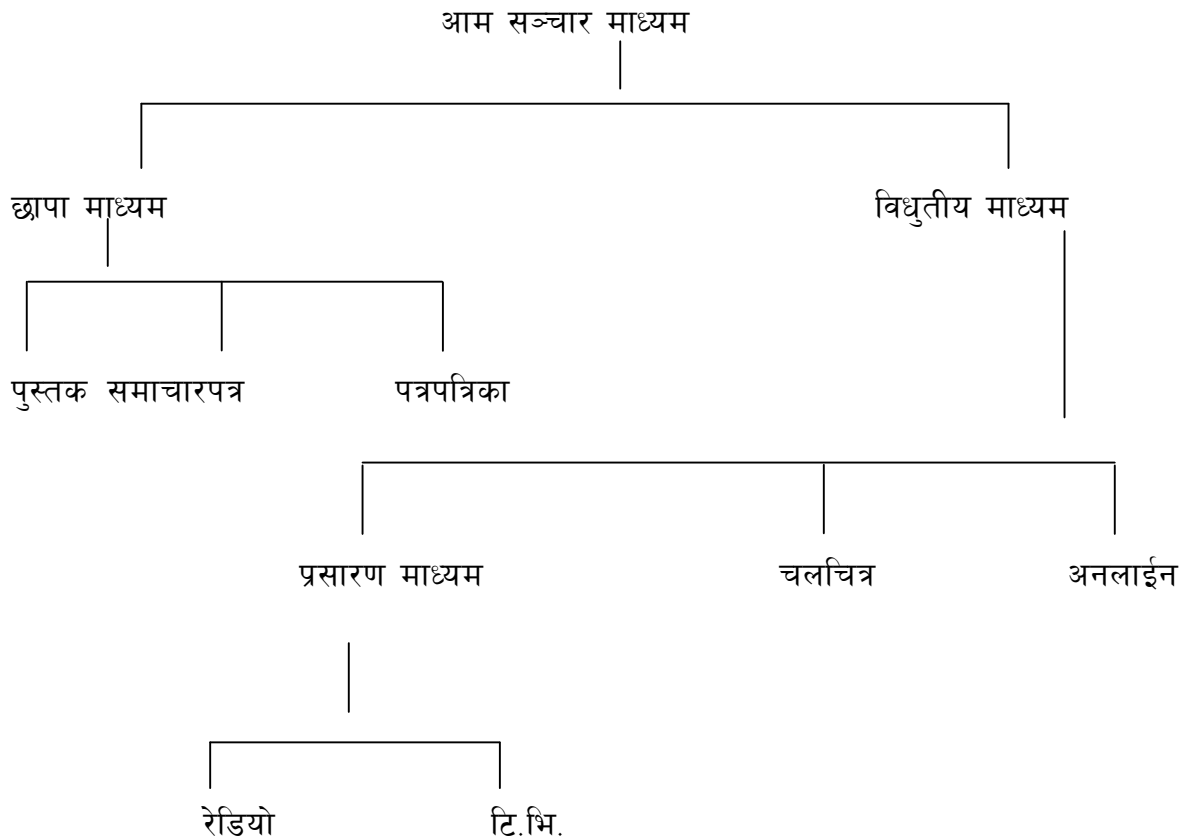 आम सञ्चार माध्यम
छापा माध्यम विधुतीय माध्यम
पुस्तक समाचारपत्र पत्रपत्रिका
प्रसारण माध्यम चलचित्र अनलाईन
रेडियो टि.भि.